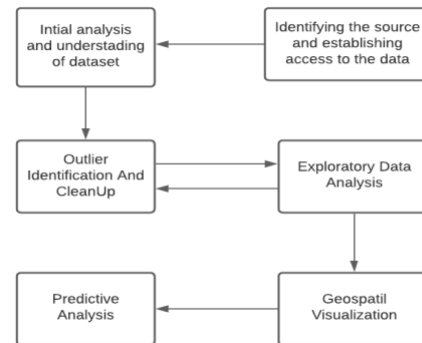 Intial analysis
and understading
of dataset
Identifying the source
and establishing
access to the data
Outlier
Identification And
CleanUp
Exploratory Data
Analysis
Predictive
Analysis
Geospatil
Visualization